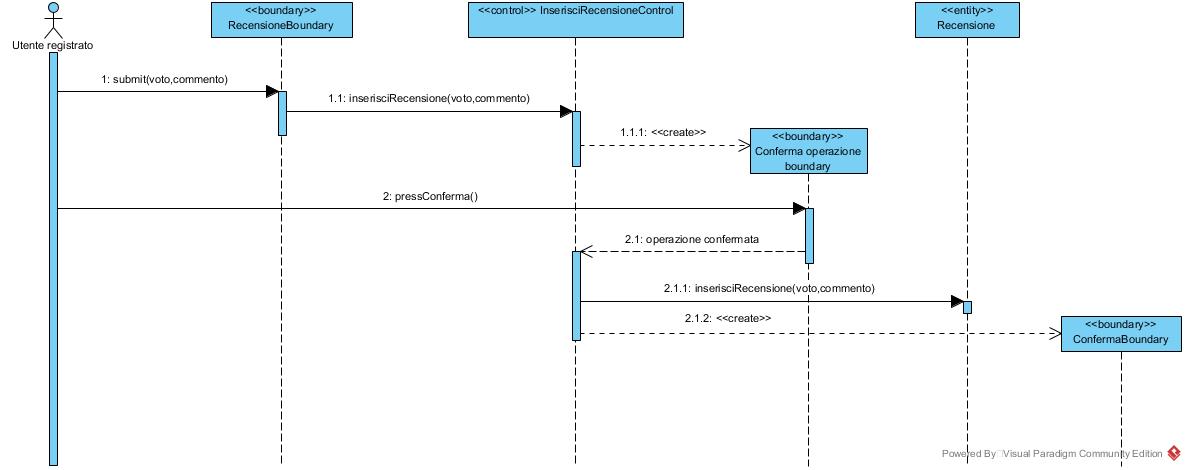 <<boundary>>
RecensioneBoundary
<<control>> InserisciRecensioneControl
<<entity>>
Recensione
Utente registrato
1: submit(voto,commento)
1.1: inserisciRecensione(voto,commento)
1.1.1: <<create>>
<<boundary>>
Conferma operazione
boundary
2: pressConferma()
2.1: operazione confermata
2.1.1: inserisciRecensione(voto,commento)
2.1.2: <<create>>
<<boundary>>
ConfermaBoundary
Powered By Visual Paradigm Community Edition